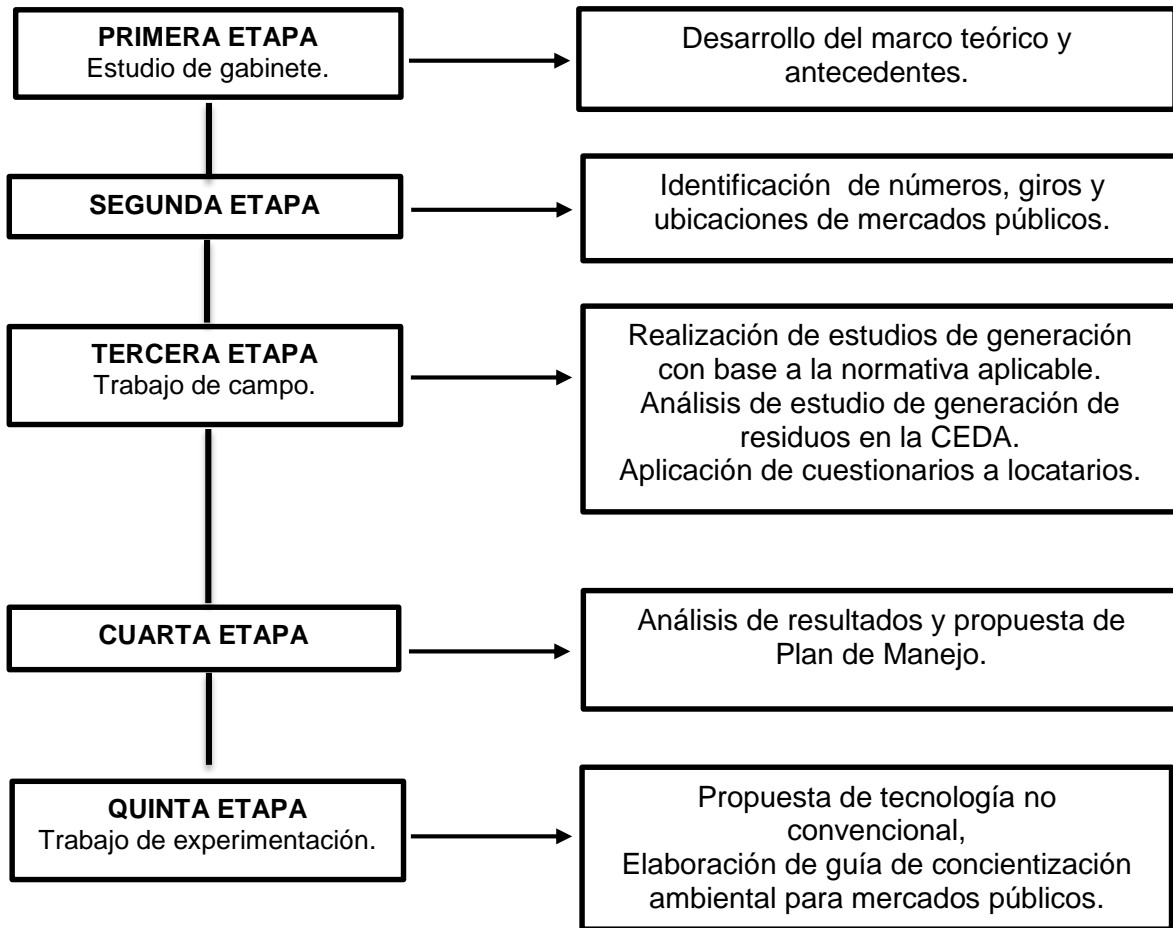 PRIMERA ETAPA
Estudio de gabinete.
Desarrollo del marco teórico y
antecedentes.
SEGUNDA ETAPA
Identificación  de números, giros y
ubicaciones de mercados públicos.
TERCERA ETAPA
Trabajo de campo.
Realización de estudios de generación
con base a la normativa aplicable.
Análisis de estudio de generación de
residuos en la CEDA.
Aplicación de cuestionarios a locatarios.
CUARTA ETAPA
Análisis de resultados y propuesta de
Plan de Manejo.
QUINTA ETAPA
Trabajo de experimentación.
Propuesta de tecnología no
convencional,
Elaboración de guía de concientización
ambiental para mercados públicos.